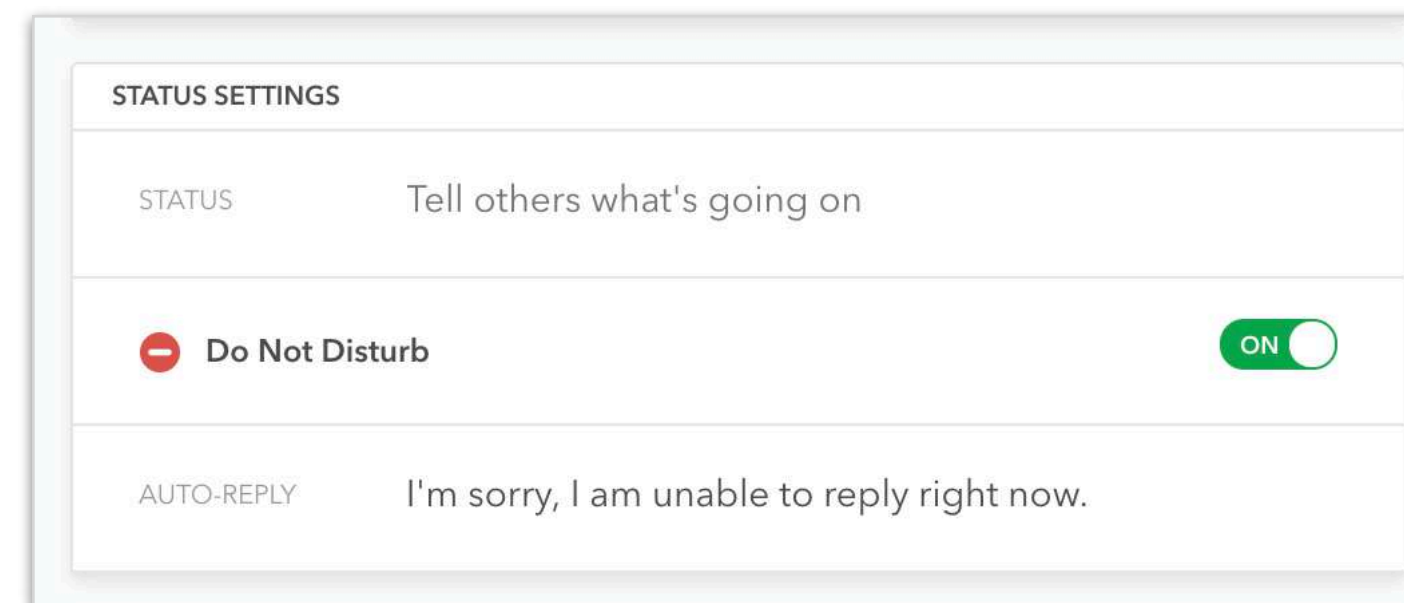 STATUS SETTINGS
STATUS Tell others what's going on
Do Not Disturb ON
AUTO-REPLY I'm sorry, I am unable to reply right now.